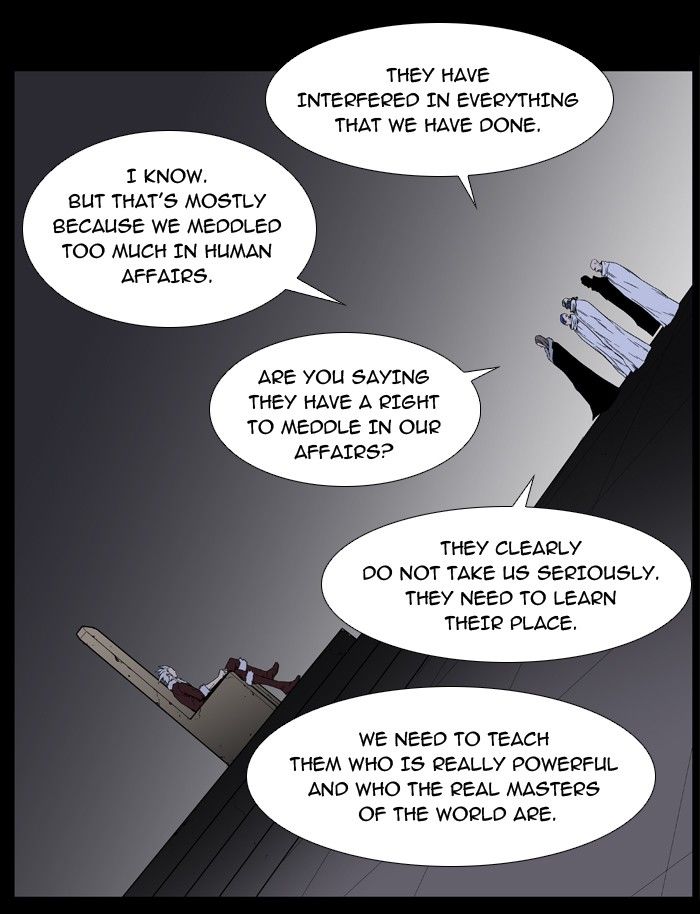 THEY HAVE
INTERFERED IN EVERYTHING
THAT WE HAVE DONE.
I KNOW.
BUT THAT'S MOSTLY
BECAUSE WE MEDDLED
TOO MUCH IN HUMAN
AFFAIRS.
ARE YOU SAYING
THEY HAVE A RIGHT
TO MEDDLE IN OUR
AFFAIRS?
THEY CLEARLY
DO NOT TAKE US SERIOUSLY.
THEY NEED TO LEARN
THEIR PLACE.
WE NEED TO TEACH
THEM WHO IS REALLY POWERFUL
AND WHO THE REAL MASTERS
OF THE WORLD ARE.